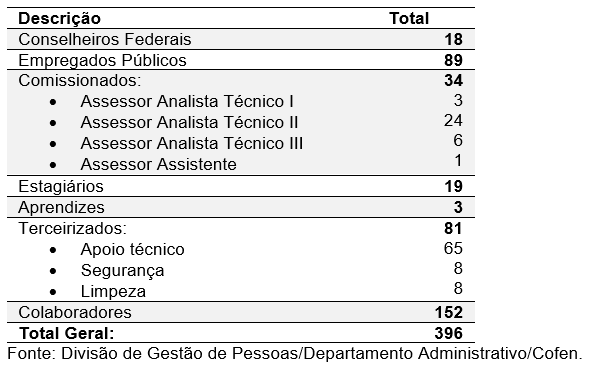 Descrição Total
Conselheiros Federais 18
Empregados Públicos 89
Comissionados: 34
• Assessor Analista Técnico I 3
• Assessor Analista Técnico II 24
• Assessor Analista Técnico III 6
• Assessor Assistente 1
Estagiários 19
Aprendizes 3
Terceirizados: 81
• Apoio técnico 65
• Segurança 8
• Limpeza 8
Colaboradores 152
Total Geral: 396
Fonte: Divisão de Gestão de Pessoas/Departamento Administrativo/Cofen.